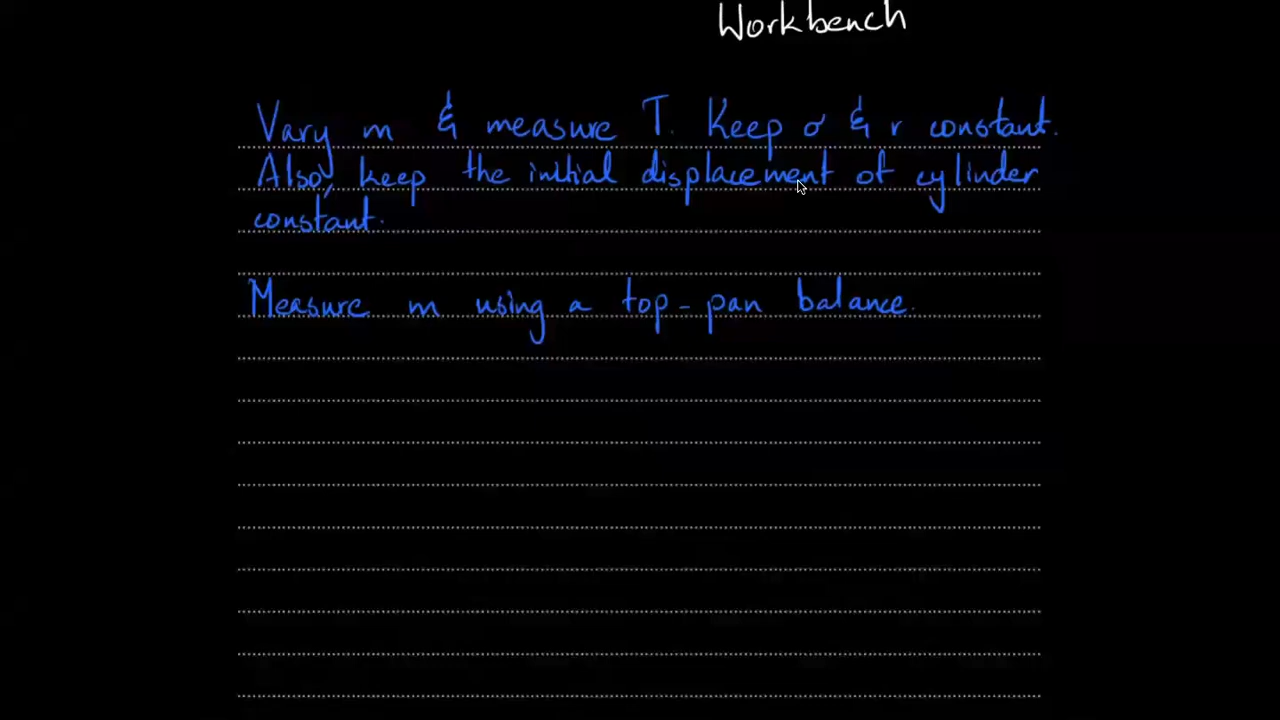 Workbench
Vary m & measure T. Keep σ & r constant.
Also, keep the initial displacement of cylinder
constant.
Measure m using a top-pan balance.